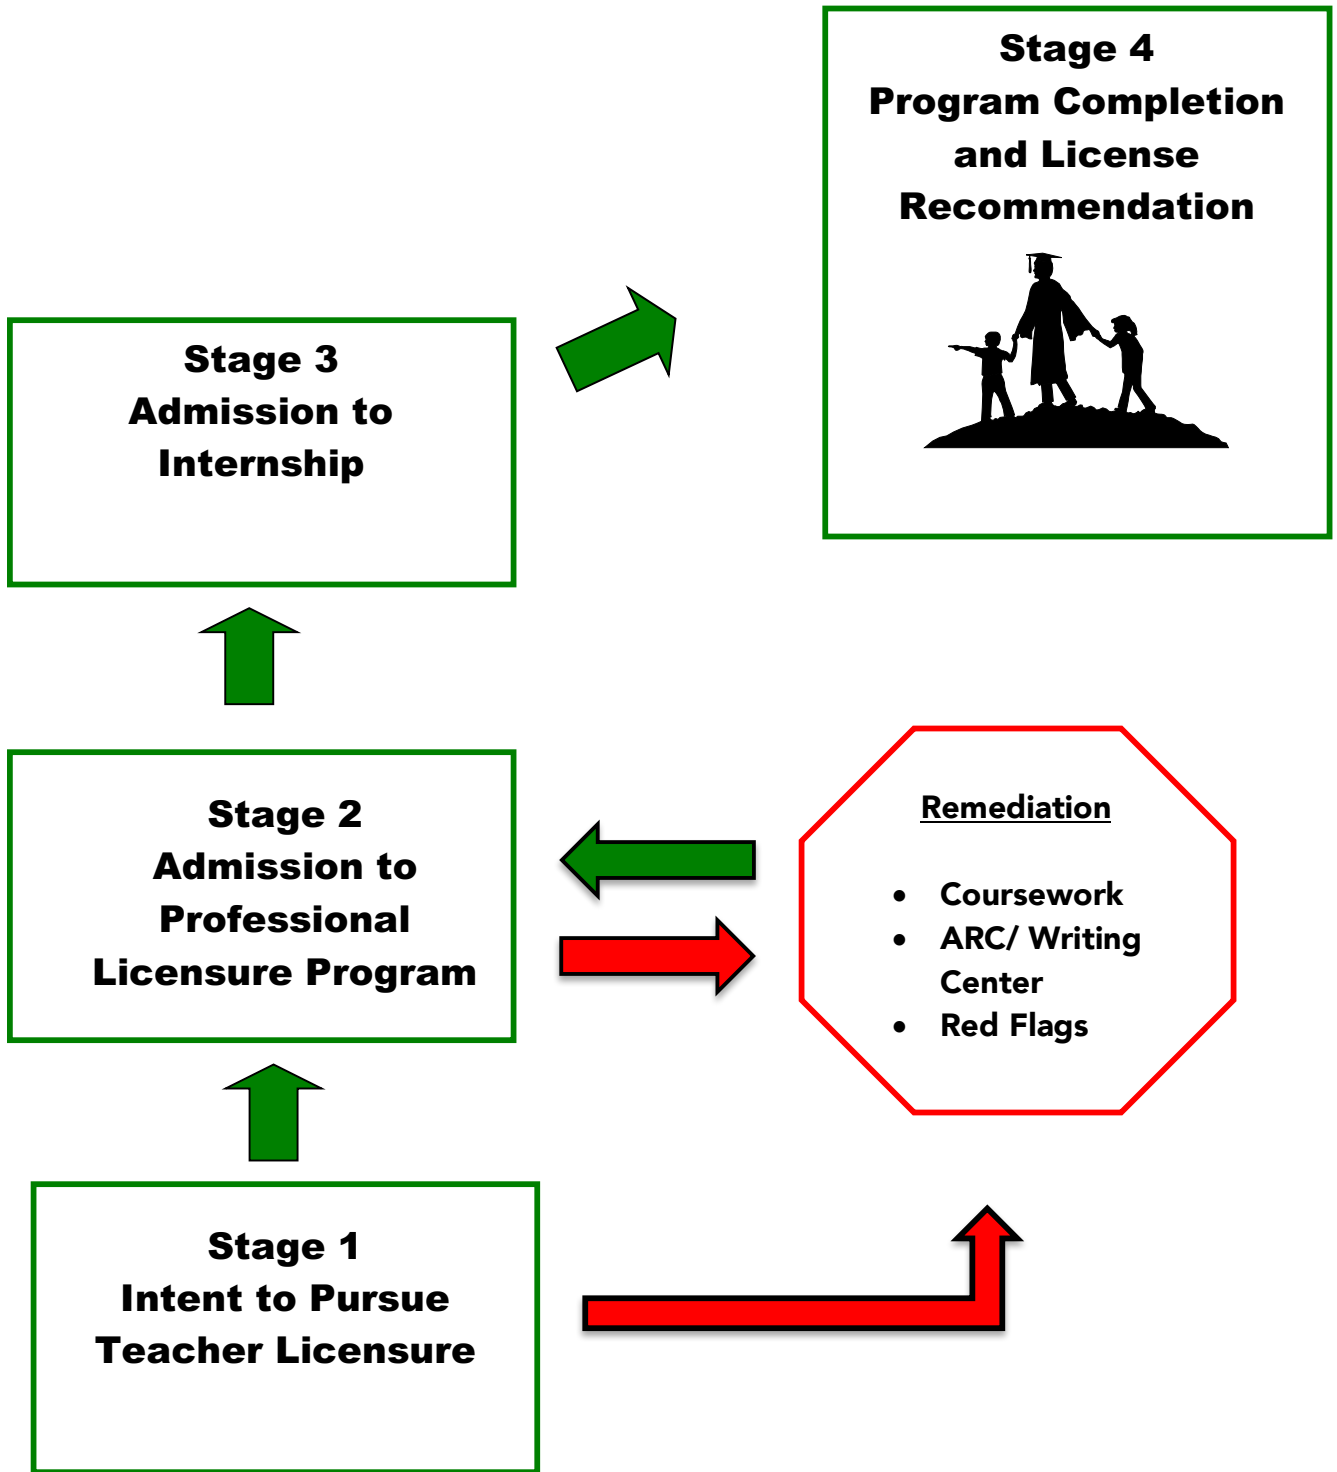 Stage 4
Program Completion
and License
Recommendation
Stage 3
Admission to
Internship
Stage 2
Admission to
Professional
Licensure Program
Remediation
• Coursework
• ARC/ Writing
Center
• Red Flags
Stage 1
Intent to Pursue
Teacher Licensure